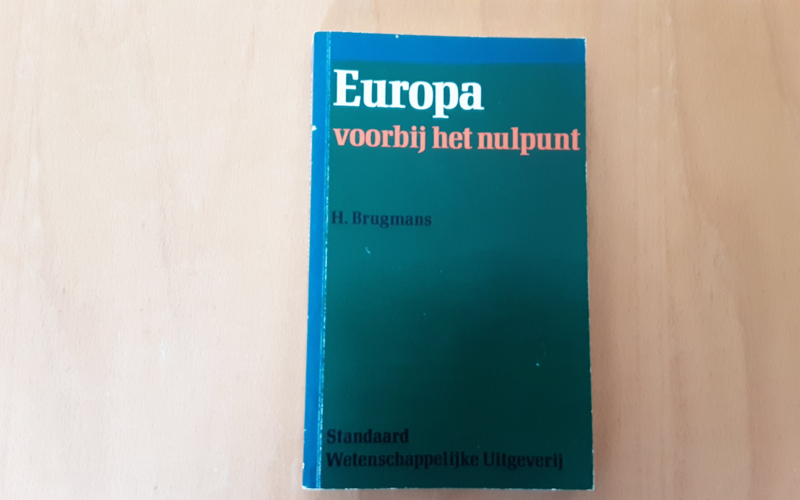 Europa
voorbij het nulpunt
H. Brugmans
Standaard
Wetenschappelijke Uitgeverij